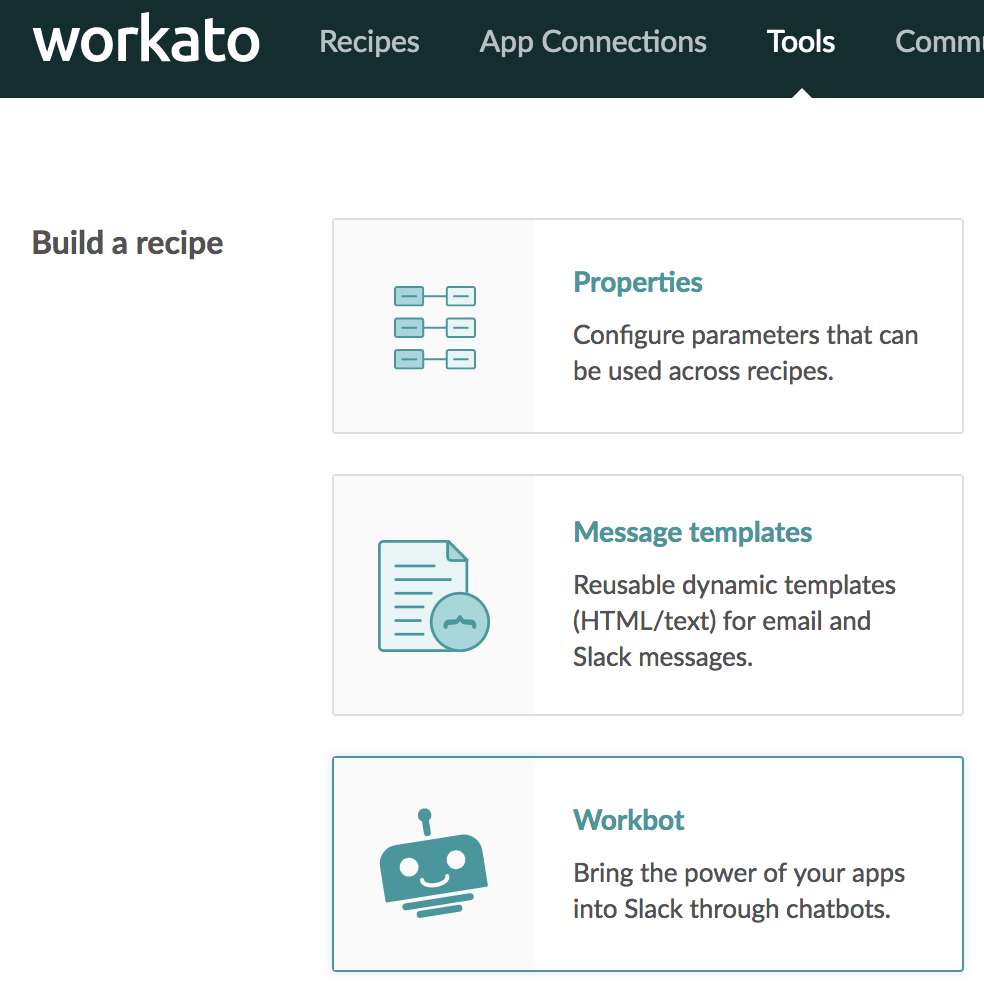 workato Recipes App Connections Tools Commu
Build a recipe
Properties
Configure parameters that can
be used across recipes.
Message templates
Reusable dynamic templates
(HTML/text) for email and
Slack messages.
Workbot
Bring the power of your apps
into Slack through chatbots.